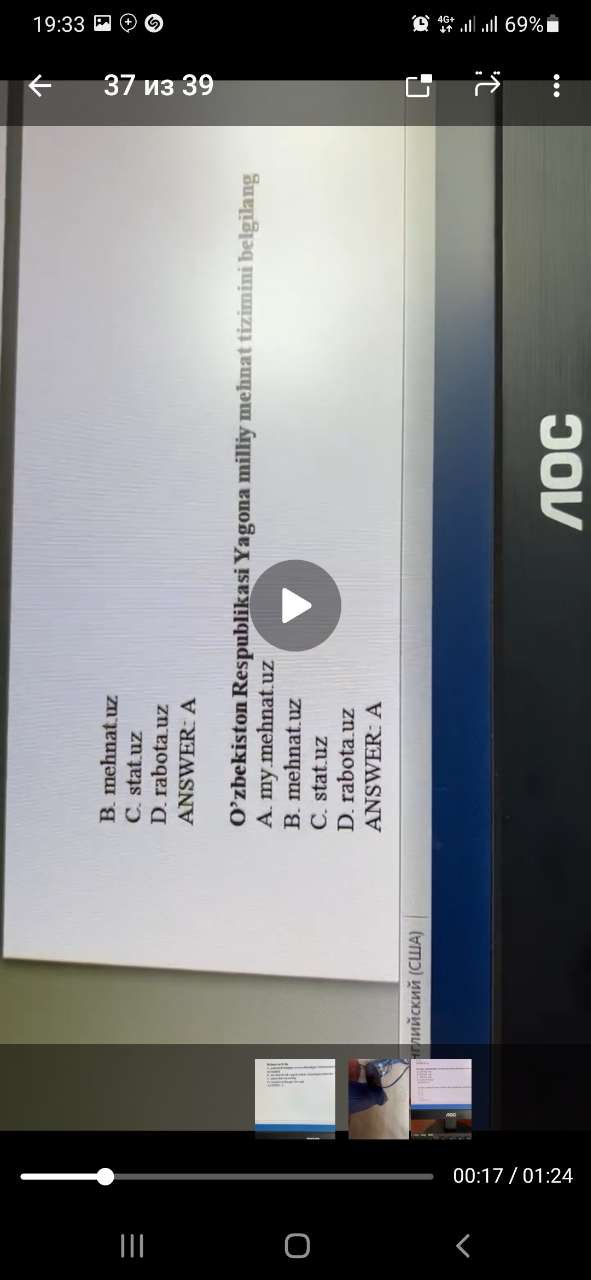 19:33
4G+
69%
37 из 39
B. mehnat.uz
C. stat.uz
D. rabota.uz
ANSWER: A
O’zbekiston Respublikasi Yagona milliy mehnat tizimini belgilang
A. my.mehnat.uz
B. mehnat.uz
C. stat.uz
D. rabota.uz
ANSWER: A
нглийский (США)
AOC
00:17 / 01:24